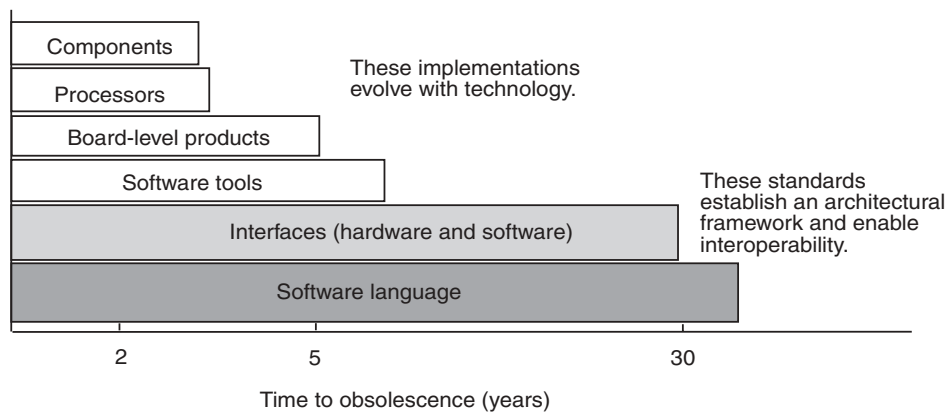 Components
Processors
Board-level products
Software tools
Interfaces (hardware and software)
Software language
These implementations
evolve with technology.
These standards
establish an architectural
framework and enable
interoperability.
2
5
30
Time to obsolescence (years)